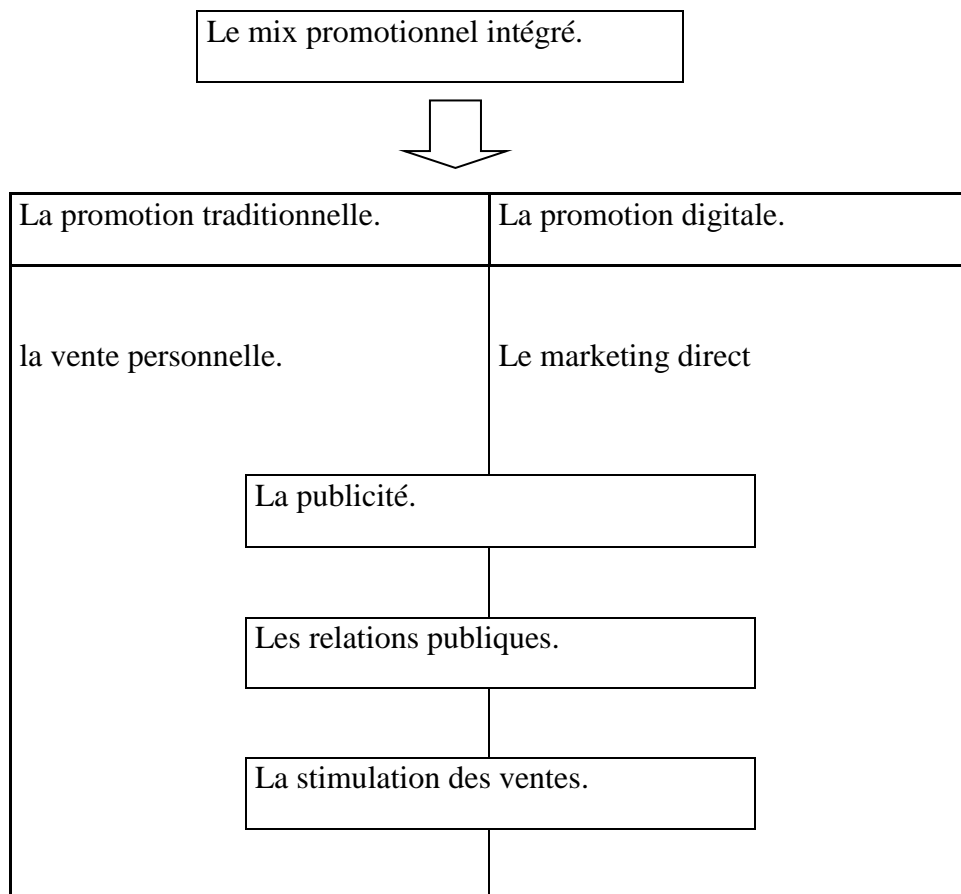 Le mix promotionnel intégré.
La promotion traditionnelle.
La promotion digitale.
la vente personnelle.
Le marketing direct
La publicité.
Les relations publiques.
La stimulation des ventes.